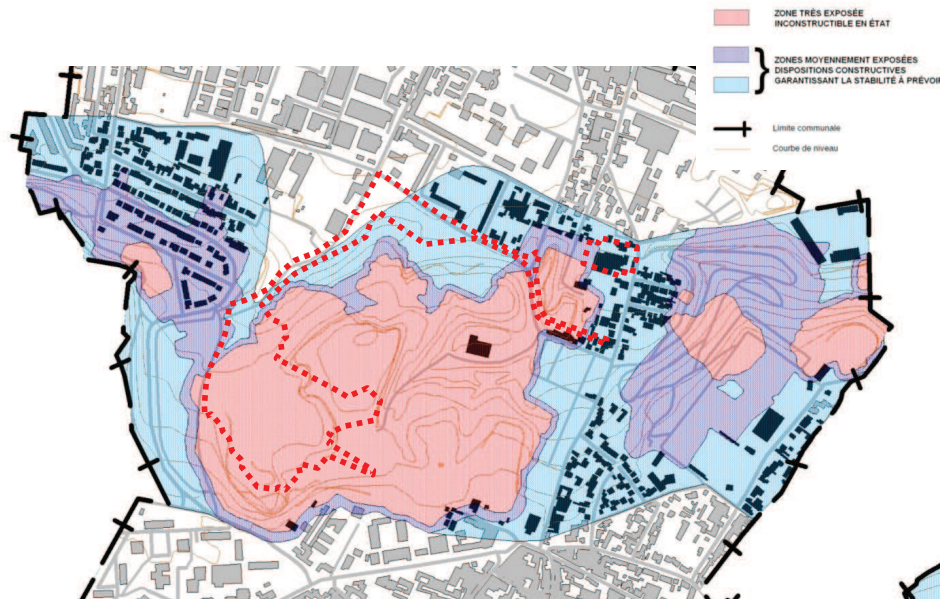 ZONE TRÉS EXPOSÉE
INCONSTRUCTIBLE EN ÉTAT
ZONES MOYENNEMENT EXPOSÉES
DISPOSITIONS CONSTRUCTIVES
GARANTISSANT LA STABILITÉ À PRÉVOIR
Limite communale
Courbe de niveau